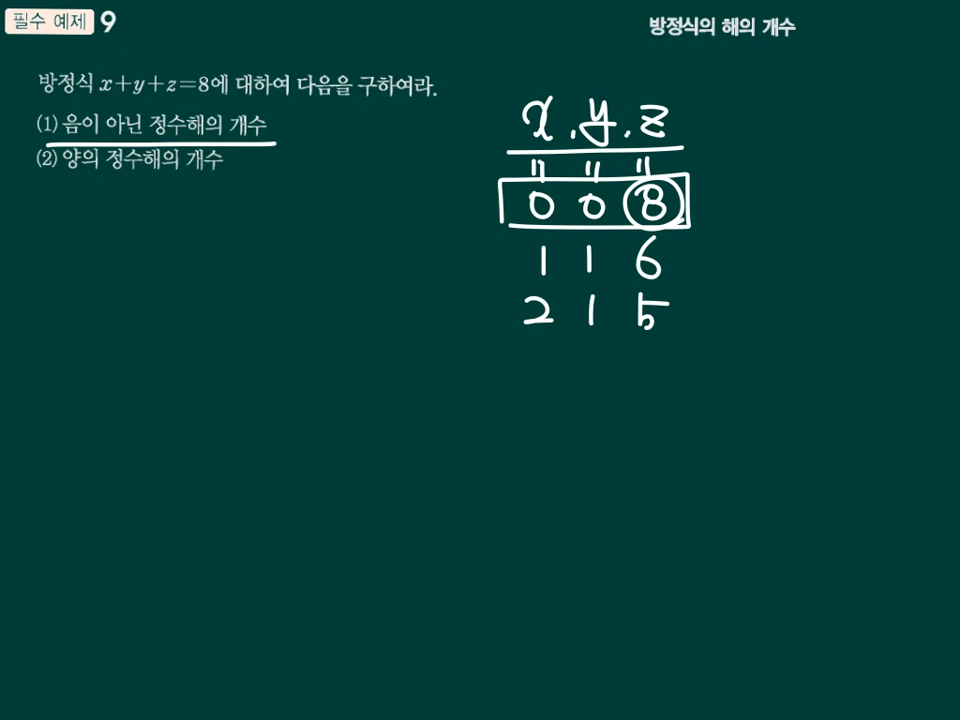 필수 예제 9
방정식의 해의 개수
방정식 x+y+z=8에 대하여 다음을 구하여라.
(1) 음이 아닌 정수해의 개수
(2) 양의 정수해의 개수
x, y, z
" " "
0 0 8
1 1 6
2 1 5